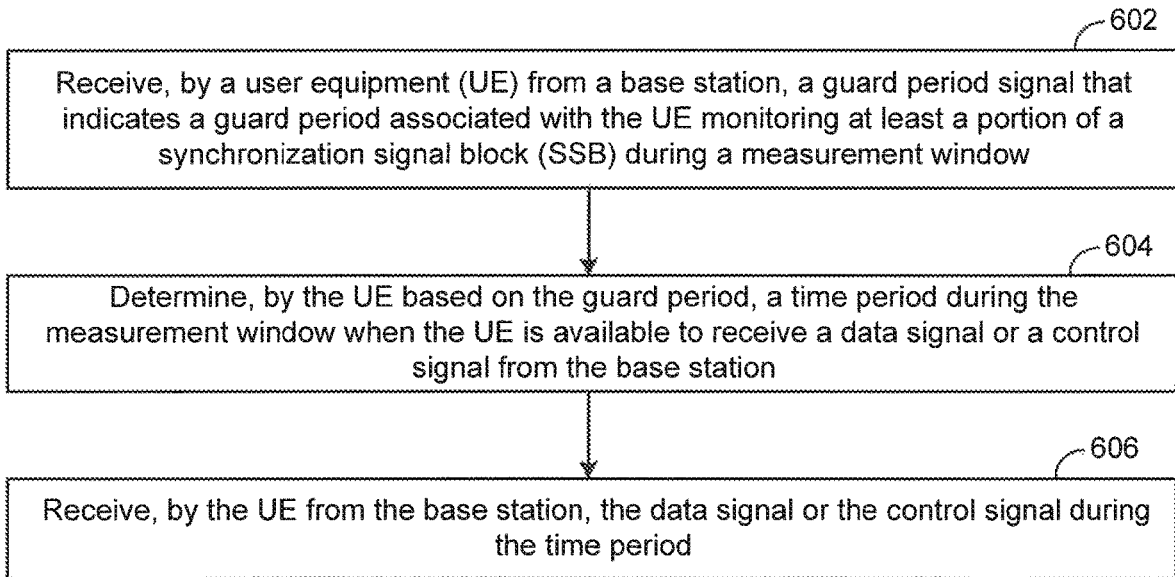 602
Receive, by a user equipment (UE) from a base station, a guard period signal that
indicates a guard period associated with the UE monitoring at least a portion of a
synchronization signal block (SSB) during a measurement window
604
Determine, by the UE based on the guard period, a time period during the
measurement window when the UE is available to receive a data signal or a control
signal from the base station
606
Receive, by the UE from the base station, the data signal or the control signal during
the time period